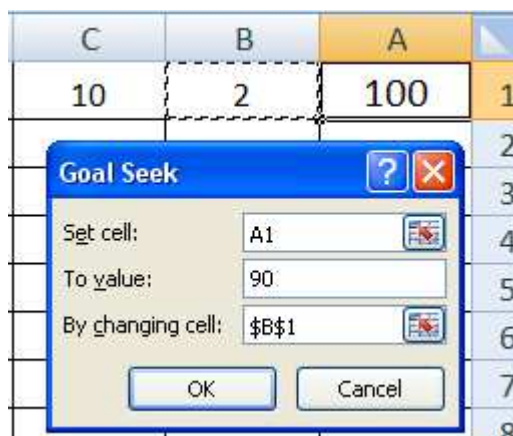 C B A
10 2 100 1
2
Goal Seek ?
3
Set cell: A1
4
To value: 90
5
By changing cell: $B$1
6
OK Cancel
7
8